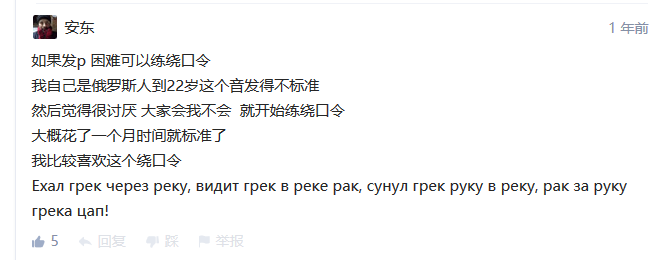 安东
1 年前
如果发р 困难可以练绕口令
我自己是俄罗斯人到22岁这个音发得不标准
然后觉得很讨厌 大家会我不会  就开始练绕口令
大概花了一个月时间就标准了
我比较喜欢这个绕口令
Ехал грек через реку, видит грек в реке рак, сунул грек руку в реку, рак за руку
грека цап!
5 回复 踩 举报